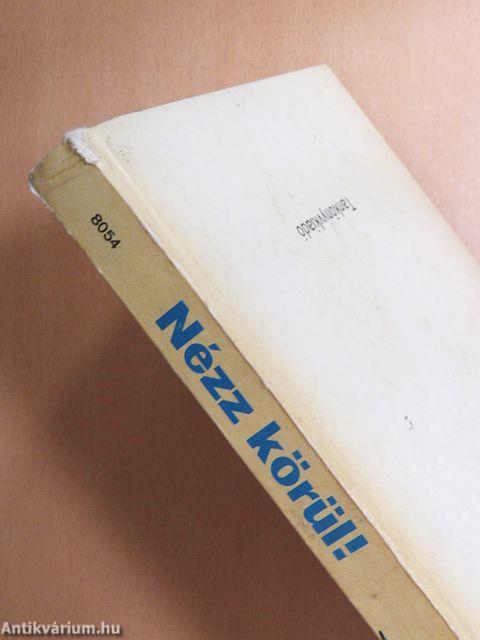 8054
Nézz körül!
Tankönyvkiadó
Antikvárium.hu